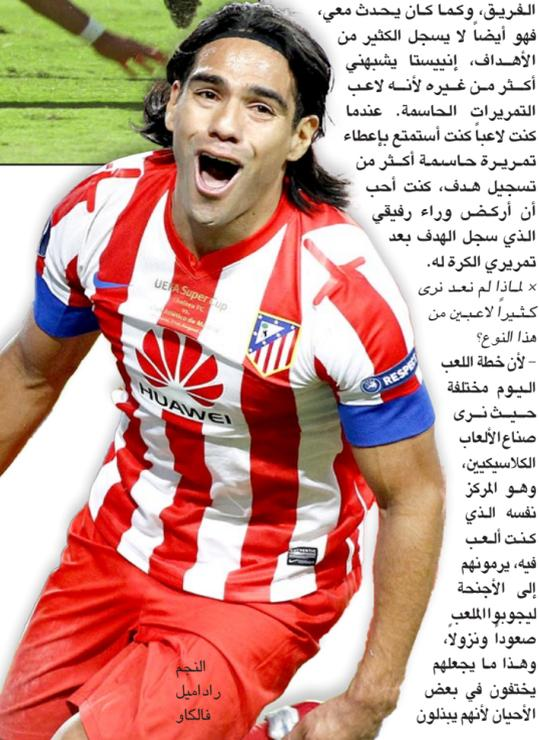 الفريق، وكما كان يحدث معي،
فهو أيضاً لا يسجل الكثير من
الأهداف، إنييستا يشبهني
أكثر من غيره لأنه لاعب
التمريرات الحاسمة. عندما
كنت لاعباً كنت أستمتع بإعطاء
تمريرة حاسمة أكثر من
تسجيل هدف، كنت أحب
أن أركض وراء رفيقي
الذي سجل الهدف بعد
تمريري الكرة له.
× لماذا لم نعد نرى
كثيراً لاعبين من
هذا النوع؟
– لأن خطة اللعب
اليوم مختلفة
حيث نرى
صناع الألعاب
الكلاسيكيين،
وهو المركز
نفسه الذي
كنت ألعب
فيه، يرمونهم
إلى الأجنحة
ليجوبوا الملعب
صعوداً ونزولاً،
وهذا ما يجعلهم
يختفون في بعض
الأحيان لأنهم يبذلون
UEFA Super Cup
Chelsea FC
Atlético de M
HUAWEI
RESPE
النجم
راداميل
فالكاو